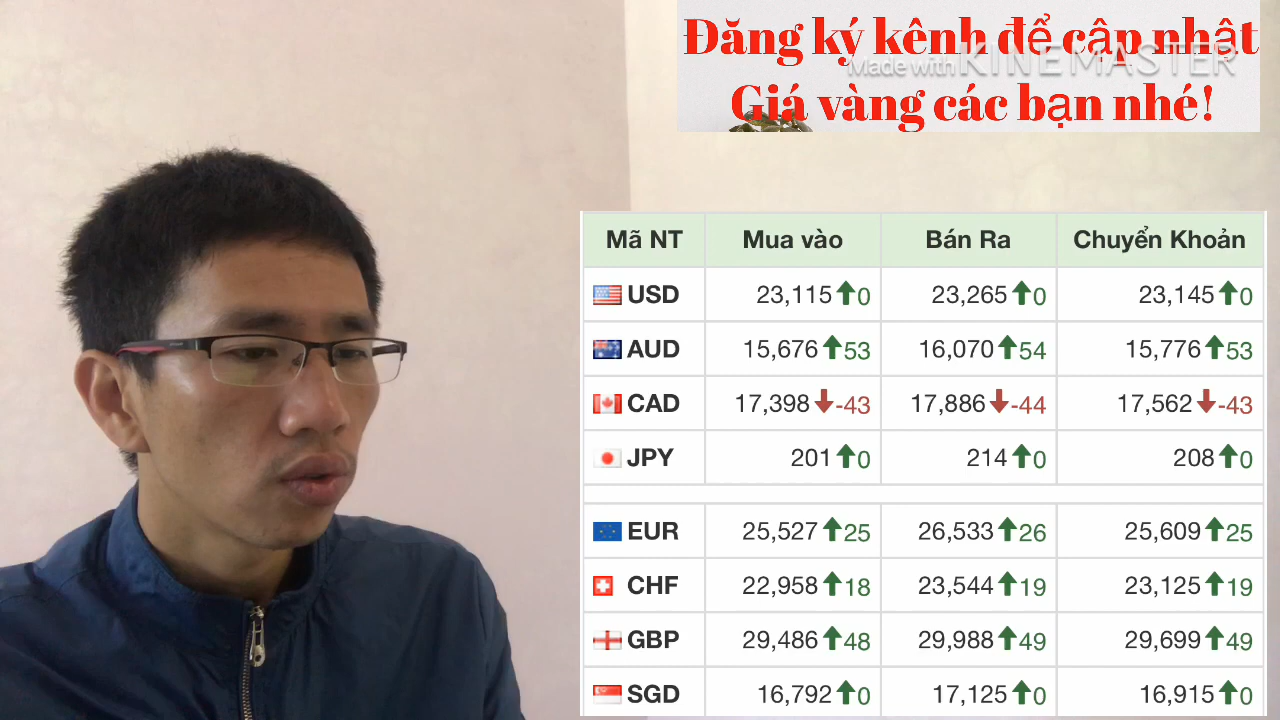 Đăng ký kênh để cập nhật
Made with KINEMASTER
Giá vàng các bạn nhé!
Mã NT Mua vào Bán Ra Chuyển Khoản
USD 23,115 0 23,265 0 23,145 0
AUD 15,676 53 16,070 54 15,776 53
CAD 17,398 -43 17,886 -44 17,562 -43
JPY 201 0 214 0 208 0
EUR 25,527 25 26,533 26 25,609 25
CHF 22,958 18 23,544 19 23,125 19
GBP 29,486 48 29,988 49 29,699 49
SGD 16,792 0 17,125 0 16,915 0